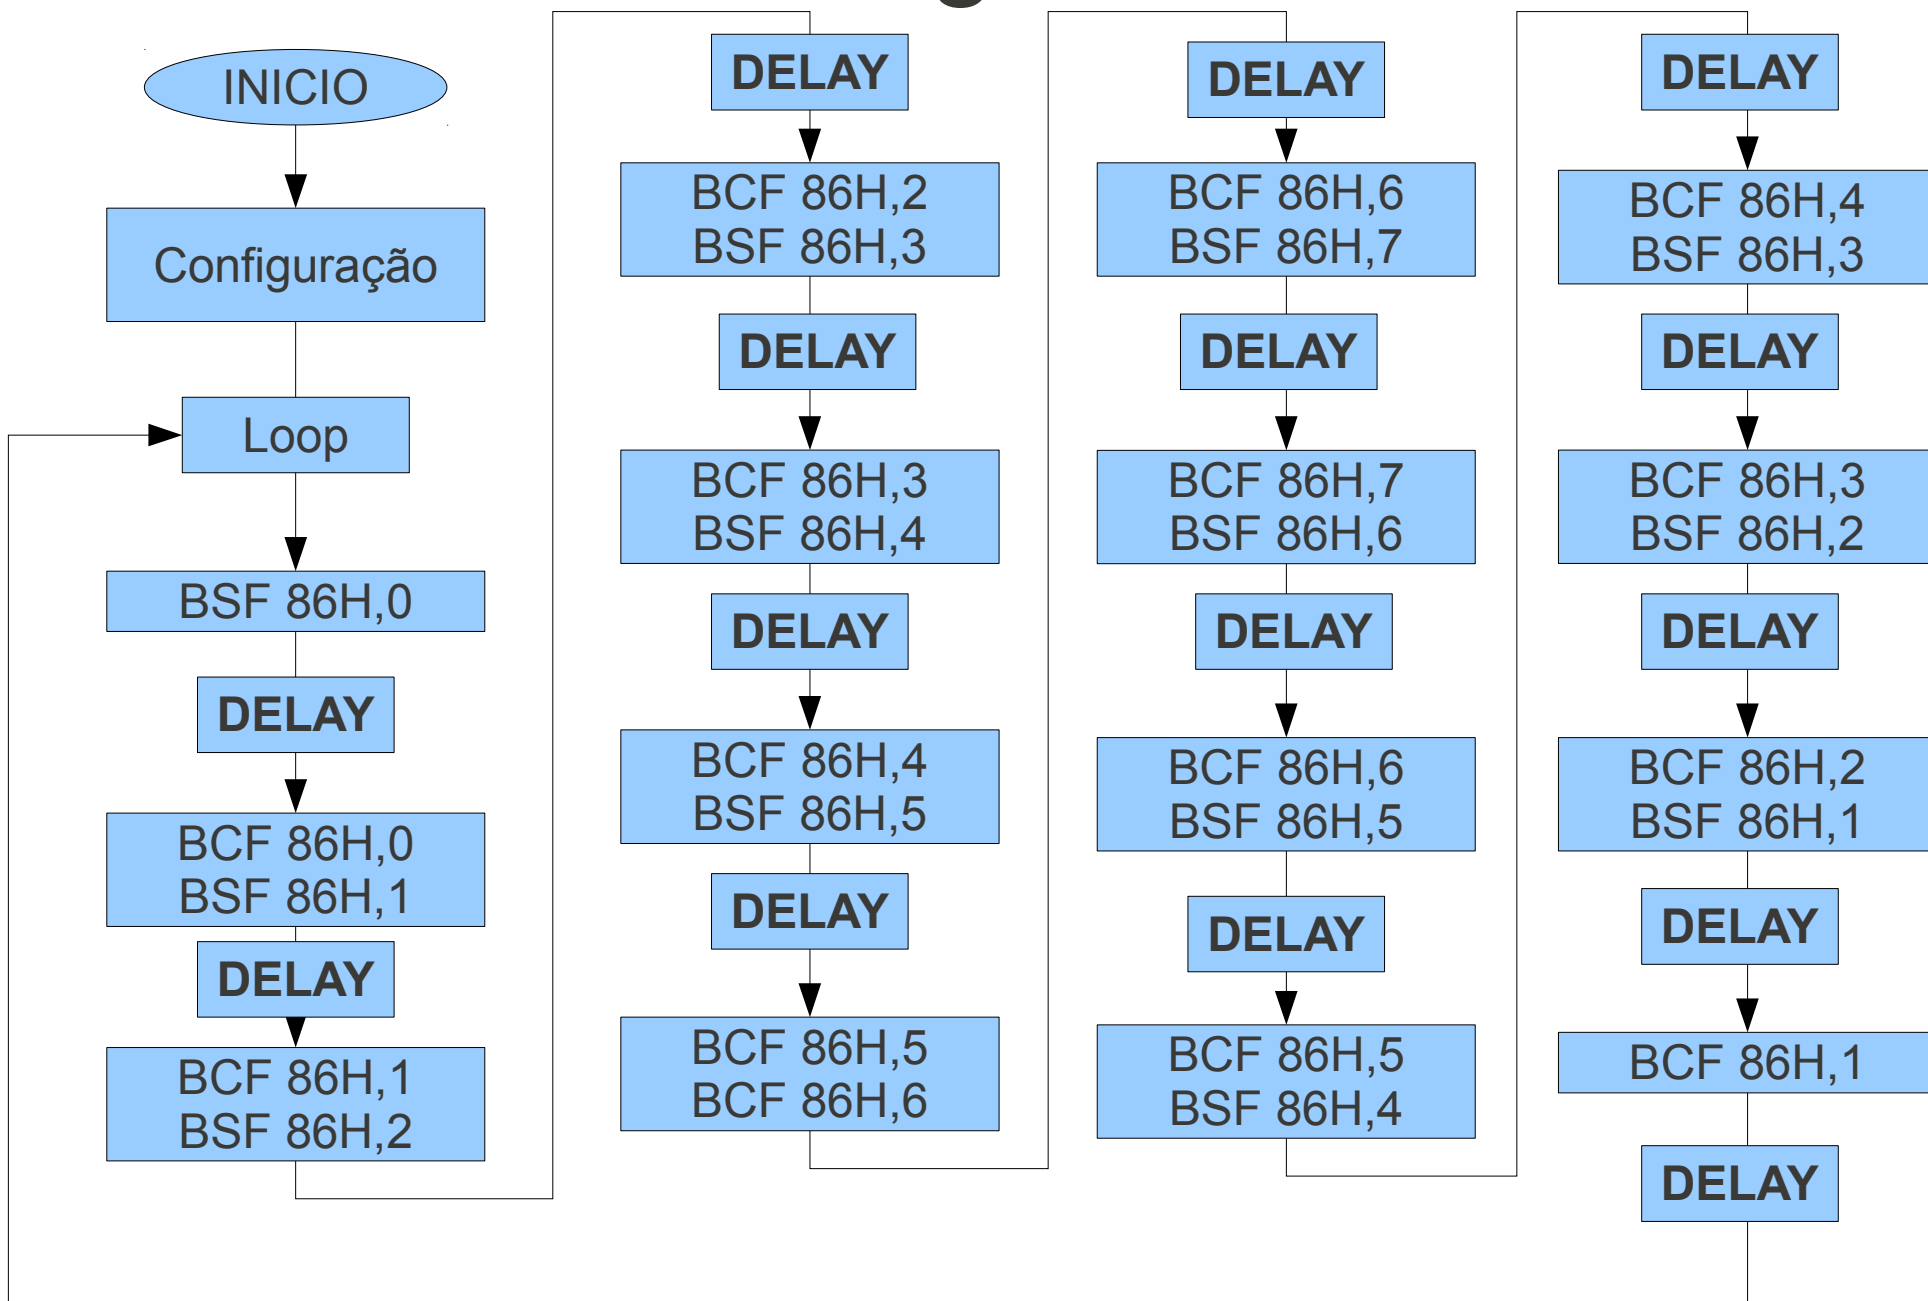 INICIO
Configuração
Loop
BSF 86H,0
DELAY
BCF 86H,0
BSF 86H,1
DELAY
BCF 86H,1
BSF 86H,2
DELAY
BCF 86H,2
BSF 86H,3
DELAY
BCF 86H,3
BSF 86H,4
DELAY
BCF 86H,4
BSF 86H,5
DELAY
BCF 86H,5
BCF 86H,6
DELAY
BCF 86H,6
BSF 86H,7
DELAY
BCF 86H,7
BSF 86H,6
DELAY
BCF 86H,6
BSF 86H,5
DELAY
BCF 86H,5
BSF 86H,4
DELAY
BCF 86H,4
BSF 86H,3
DELAY
BCF 86H,3
BSF 86H,2
DELAY
BCF 86H,2
BSF 86H,1
DELAY
BCF 86H,1
DELAY